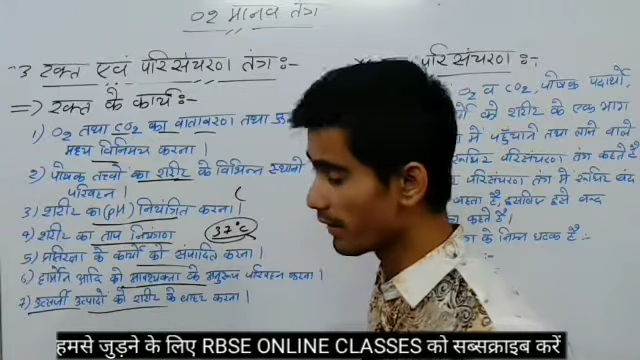 02 मानव तंत्र
3 रक्त एवं परिसंचरण तंत्र :-
=> रक्त के कार्य :-
1) O2 तथा CO2 का वातावरण तथा
मध्य विनिमय करना ।
2) पोषक तत्वों का शरीर के विभिन्न स्थानों
परिवहन ।
3) शरीर का (pH) नियंत्रित करना ।
4) शरीर का ताप नियंत्रण 37°C
5) प्रतिरक्षा के कार्यो को संपादित करना ।
6) हार्मोन आदि को आवश्यकता के अनुरूप परिवहन करना ।
7) उत्सर्जी उत्पादों को शरीर के बाहर करना ।
परिसंचरण :-
O2 व CO2, पोषक पदार्थो,
को शरीर के एक भाग
में पहुँचाने तथा लाने वाले
परिसंचरण तंत्र कहते है
परिसंचरण तंत्र में रूधिर बंद
बहता है, इसलिए इसे बन्द
कहते है।
के निम्न घटक है :-
हमसे जुड़ने के लिए RBSE ONLINE CLASSES को सब्सक्राइब करें